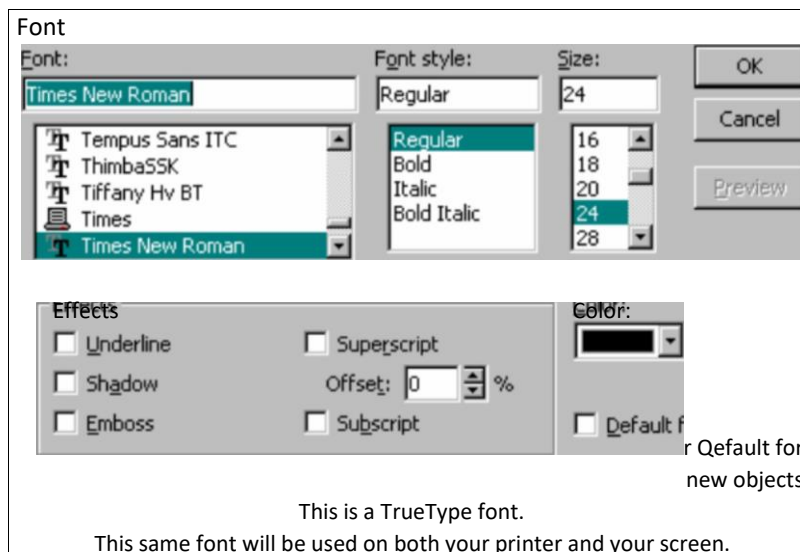 Font
Font: Font style: Size:
Times New Roman Regular 24 OK
Cancel
Tempus Sans ITC Regular 16
ThimbaSSK Bold 18
Tiffany Hv BT Italic 20 Preview
Times Bold Italic 24
Times New Roman 28
Effects Color:
Underline Superscript
Shadow Offset: 0 %
Emboss Subscript Default f
r Qefault for
new objects
This is a TrueType font.
This same font will be used on both your printer and your screen.